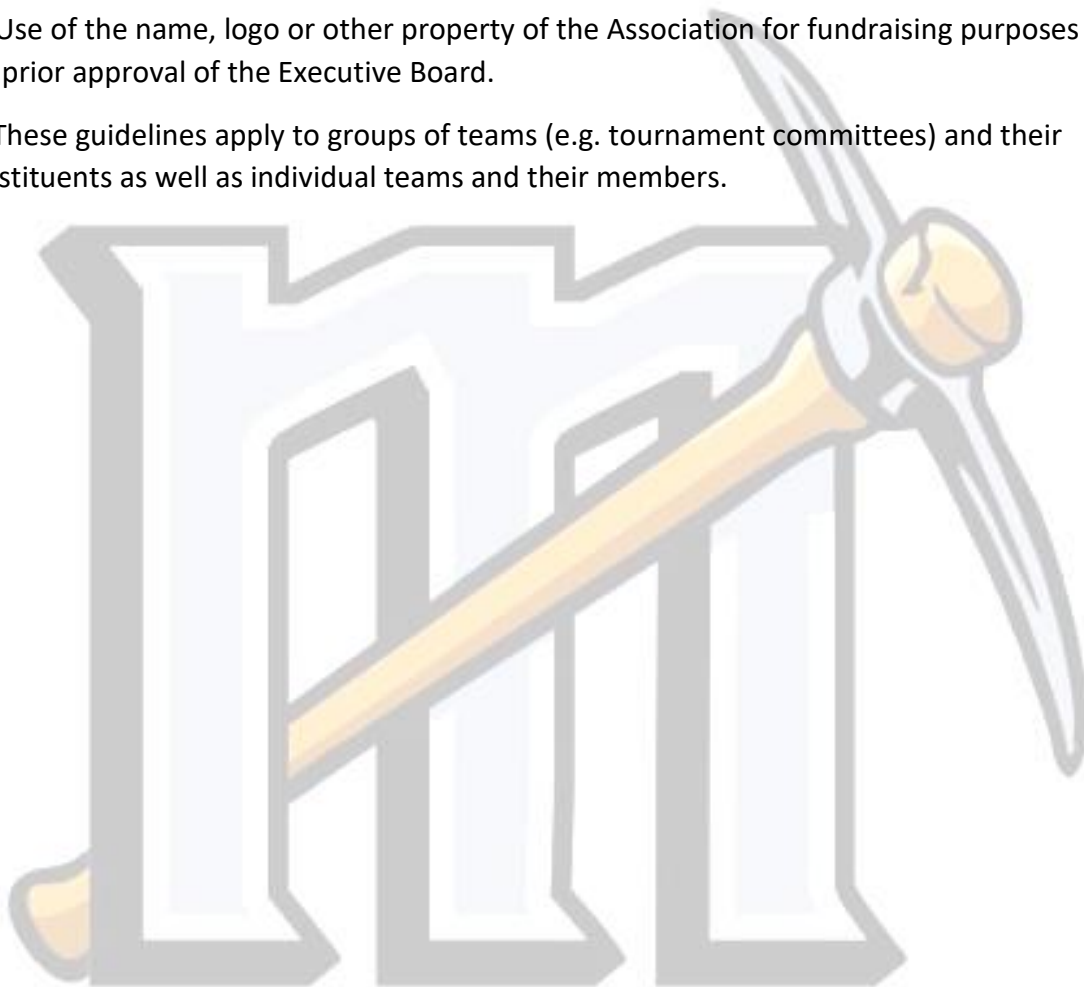 Use of the name, logo or other property of the Association for fundraising purposes
prior approval of the Executive Board.
These guidelines apply to groups of teams (e.g. tournament committees) and their
stituents as well as individual teams and their members.
m